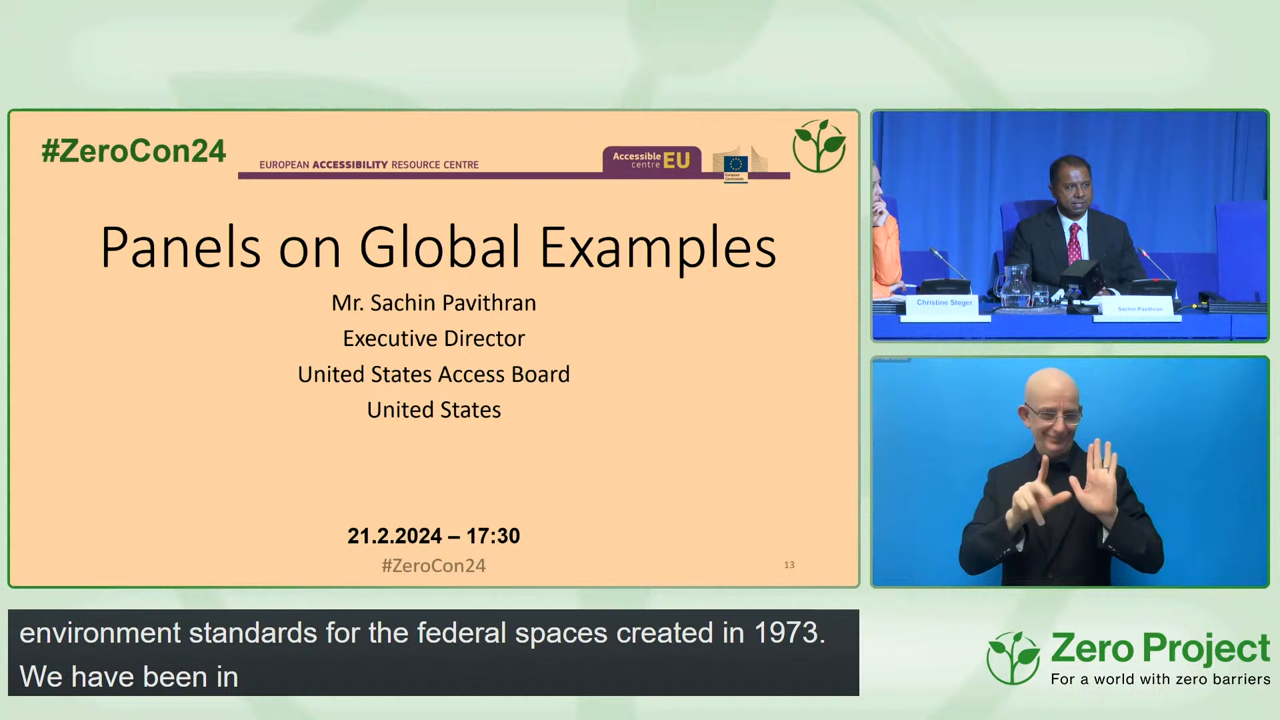 #ZeroCon24
EUROPEAN ACCESSIBILITY RESOURCE CENTRE
Accessible
centre EU
European
Commission
Panels on Global Examples
Mr. Sachin Pavithran
Executive Director
United States Access Board
United States
21.2.2024 – 17:30
#ZeroCon24
13
Christine Steger
Sachin Pavithran
environment standards for the federal spaces created in 1973.
We have been in
Zero Project
For a world with zero barriers